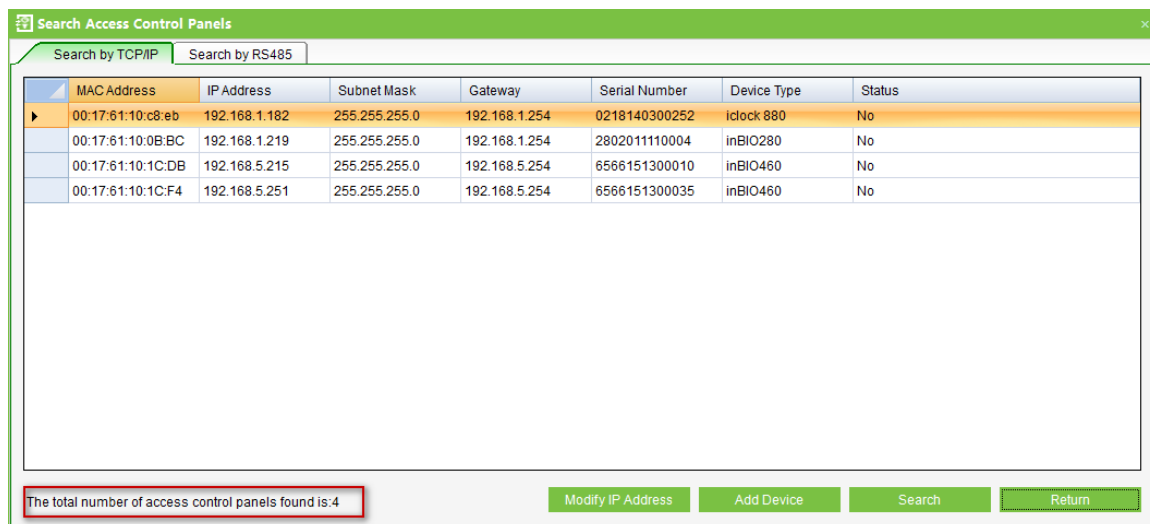 Search Access Control Panels
Search by TCP/IP Search by RS485
MAC Address IP Address Subnet Mask Gateway Serial Number Device Type Status
00:17:61:10:c8:eb 192.168.1.182 255.255.255.0 192.168.1.254 0218140300252 iclock 880 No
00:17:61:10:0B:BC 192.168.1.219 255.255.255.0 192.168.1.254 2802011110004 inBIO280 No
00:17:61:10:1C:DB 192.168.5.215 255.255.255.0 192.168.5.254 6566151300010 inBIO460 No
00:17:61:10:1C:F4 192.168.5.251 255.255.255.0 192.168.5.254 6566151300035 inBIO460 No
The total number of access control panels found is:4 Modify IP Address Add Device Search Return